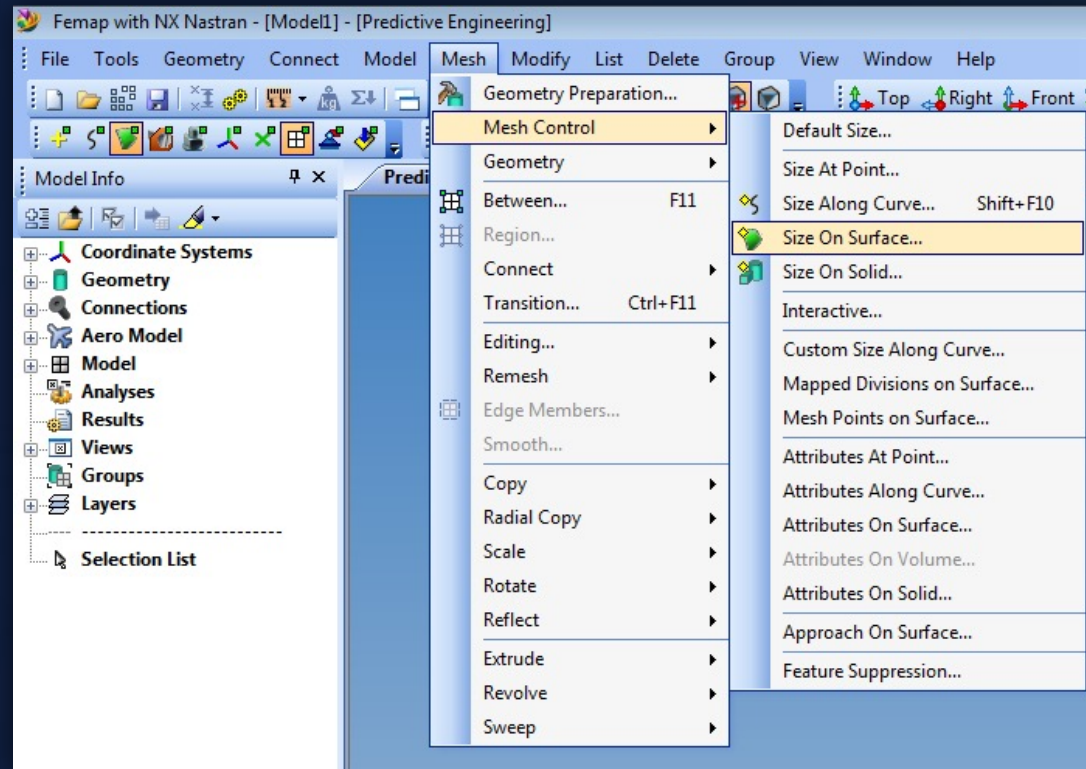 Femap with NX Nastran - [Model1] - [Predictive Engineering]
File Tools Geometry Connect Model Mesh Modify List Delete Group View Window Help
Top Right Front
Model Info
Predi
Coordinate Systems
Geometry
Connections
Aero Model
Model
Analyses
Results
Views
Groups
Layers
Selection List
Geometry Preparation...
Mesh Control
Geometry
Between... F11
Region...
Connect
Transition... Ctrl+F11
Editing...
Remesh
Edge Members...
Smooth...
Copy
Radial Copy
Scale
Rotate
Reflect
Extrude
Revolve
Sweep
Default Size...
Size At Point...
Size Along Curve... Shift+F10
Size On Surface...
Size On Solid...
Interactive...
Custom Size Along Curve...
Mapped Divisions on Surface...
Mesh Points on Surface...
Attributes At Point...
Attributes Along Curve...
Attributes On Surface...
Attributes On Volume...
Attributes On Solid...
Approach On Surface...
Feature Suppression...